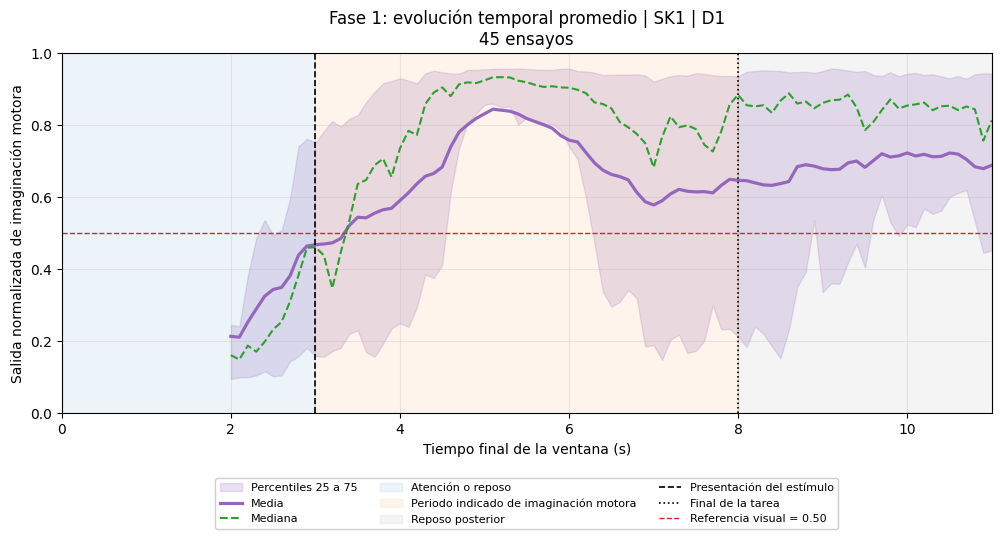 Fase 1: evolución temporal promedio | SK1 | D1
45 ensayos
Salida normalizada de imaginación motora
1.0
0.8
0.6
0.4
0.2
0.0
0
2
4
6
8
10
Tiempo final de la ventana (s)
Percentiles 25 a 75
Media
Mediana
Atención o reposo
Periodo indicado de imaginación motora
Reposo posterior
Presentación del estímulo
Final de la tarea
Referencia visual = 0.50